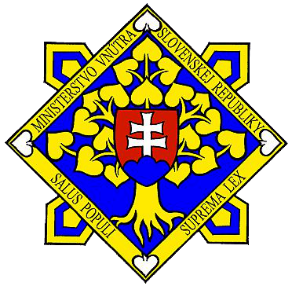 MINISTERSTVO VNÚTRA
SLOVENSKEJ REPUBLIKY
SALUS POPULI
SUPREMA LEX